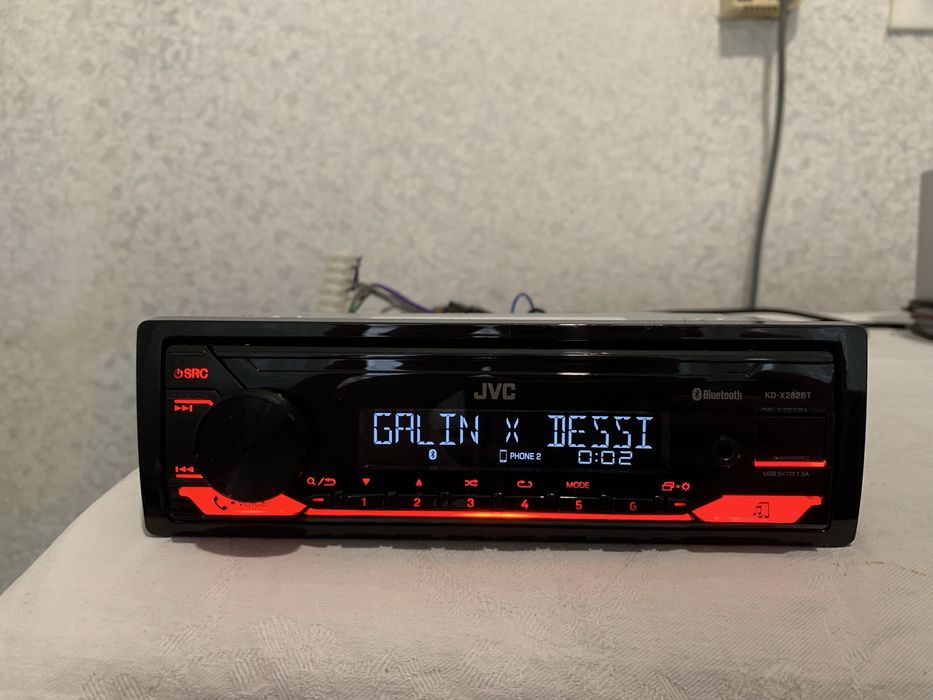 SRC
JVC
Bluetooth
KD-X282BT
GALIN X DESSI
PHONE 2
0:02
USB 5V 1.5A
MODE
1 2 3 4 5 6
VOICE